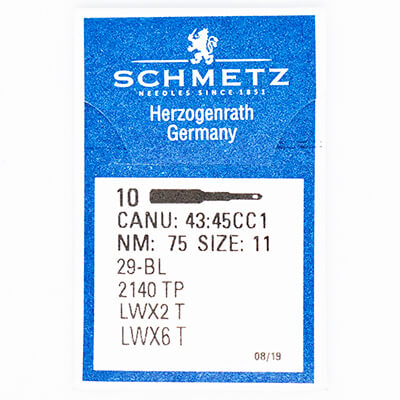 SCHMETZ
NEEDLES SINCE 1851
Herzogenrath
Germany
10
CANU: 43:45CC1
NM: 75 SIZE: 11
29-BL
2140 TP
LWX2 T
LWX6 T
08/19